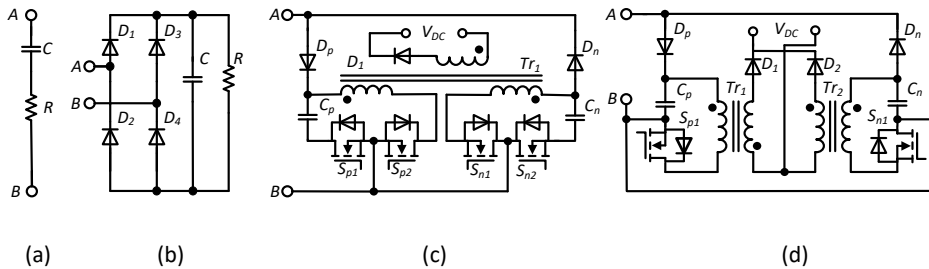 A
C
R
B
(a)
D1
D3
A
C
R
B
D2
D4
(b)
A
VDC
Dp
Dn
D1
Tr1
Cp
Cn
Sp1
Sp2
Sn1
Sn2
B
(c)
A
VDC
Dp
Dn
D1
D2
B
Tr1
Tr2
Cp
Cn
Sp1
Sn1
(d)